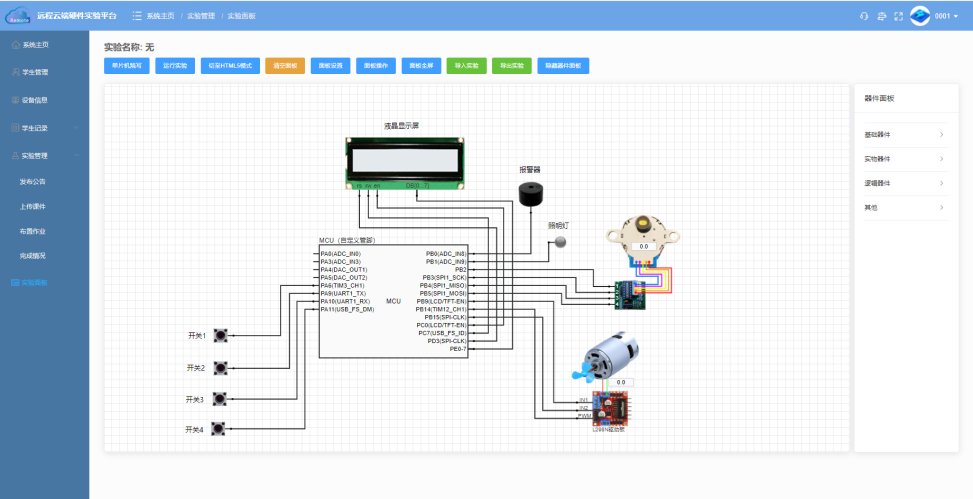 远程云端硬件实验平台
系统主页 / 实验管理 / 实验面板
0001
系统主页
学生管理
设备信息
学生记录
实验管理
发布公告
上传课件
布置作业
完成情况
实验面板
实验名称: 无
单片机编写 运行实验 给至HTML5模式 清空面板 面板设置 面板操作 面板全屏 导入实验 导出实验 隐藏器件面板
器件面板
基础器件
实物器件
逻辑器件
其他
液晶显示屏
rs rw en DB[0..7]
报警器
照明灯
0.0
MCU (自定义管脚)
PA0(ADC_IN0)
PA3(ADC_IN3)
PA4(DAC_OUT1)
PA5(DAC_OUT2)
PA6(TIM3_CH1)
PA9(UART1_TX)
PA10(UART1_RX)
PA11(USB_FS_DM)
MCU
PB0(ADC_IN8)
PB1(ADC_IN9)
PB2
PB3(SPI1_SCK)
PB4(SPI1_MISO)
PB5(SPI1_MOSI)
PB9(LCD/TFT-EN)
PB14(TIM12_CH1)
PB15(SPI-CLK)
PC0(LCD/TFT-EN)
PC7(USB_FS_ID)
PD3(SPI-CLK)
PE0-7
开关1
开关2
开关3
开关4
0.0
IN1
IN2
PWM
L298N驱动板